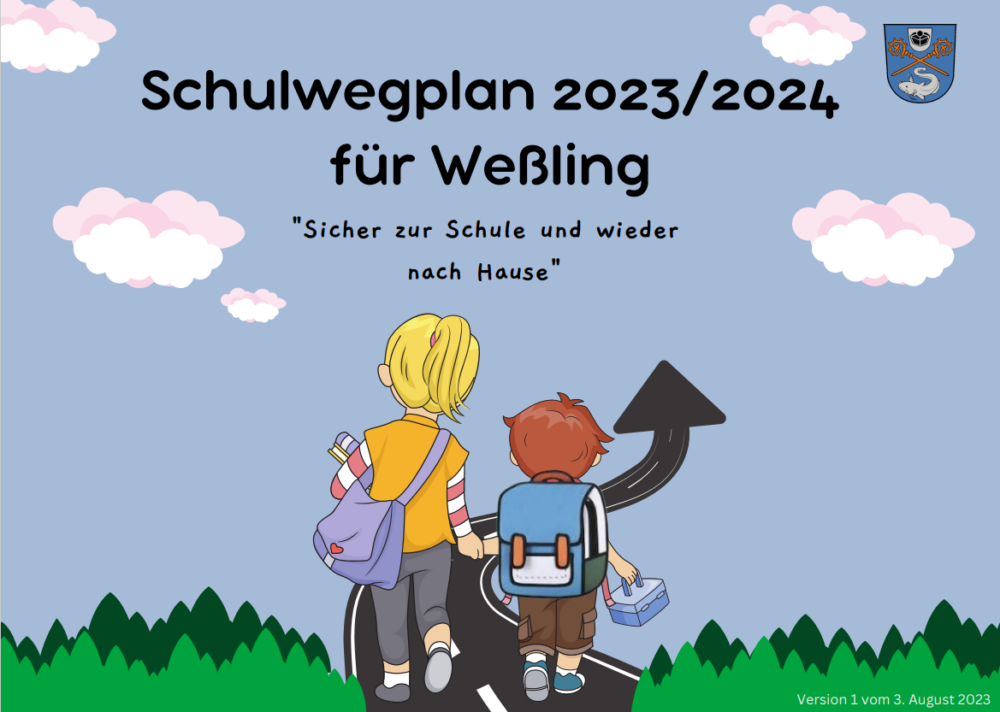 Schulwegplan 2023/2024
für Weßling
"Sicher zur Schule und wieder
nach Hause"
Version 1 vom 3. August 2023